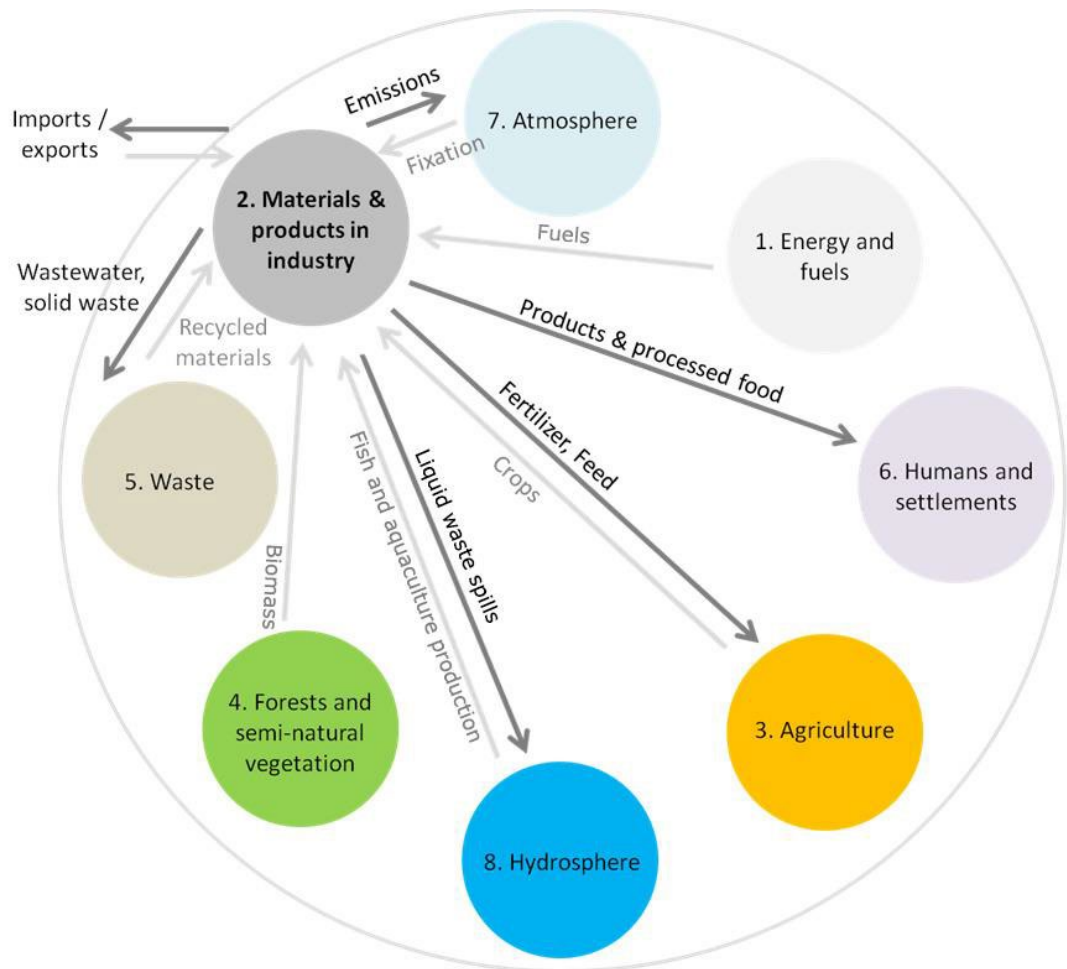 Emissions
7. Atmosphere
Imports /
exports
Fixation
2. Materials &
products in
industry
Fuels
1. Energy and
fuels
Wastewater,
solid waste
Recycled
materials
Products & processed food
Fertilizer, Feed
Crops
Liquid waste spills
Fish and aquaculture production
5. Waste
6. Humans and
settlements
Biomass
4. Forests and
semi-natural
vegetation
3. Agriculture
8. Hydrosphere